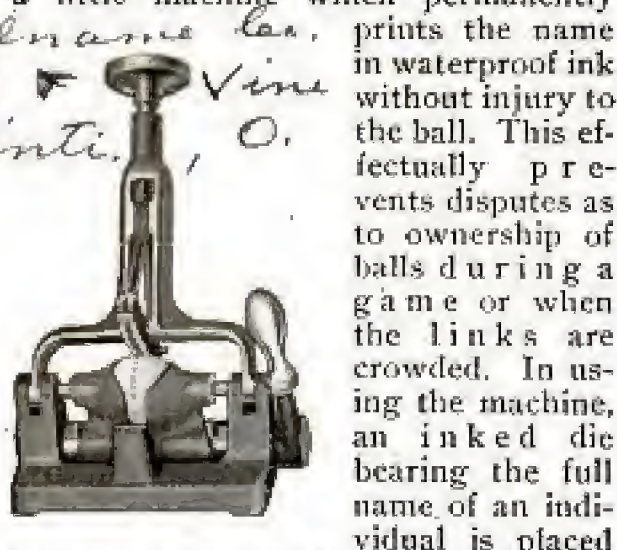 a little machine which permanently
prints the name
in waterproof ink
Vine
without injury to
O.
the ball. This ef-
fectually pre-
vents disputes as
to ownership of
balls during a
game or when
the links are
crowded. In us-
ing the machine,
an inked die
bearing the full
name of an indi-
vidual is placed